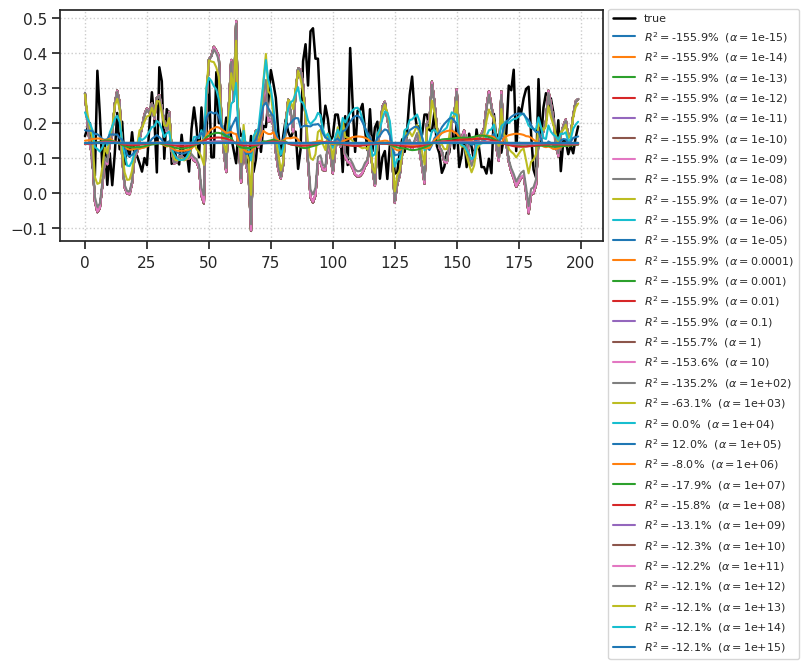 0.5
0.4
0.3
0.2
0.1
0.0
−0.1
0 25 50 75 100 125 150 175 200
true
R² = -155.9% (α = 1e-15)
R² = -155.9% (α = 1e-14)
R² = -155.9% (α = 1e-13)
R² = -155.9% (α = 1e-12)
R² = -155.9% (α = 1e-11)
R² = -155.9% (α = 1e-10)
R² = -155.9% (α = 1e-09)
R² = -155.9% (α = 1e-08)
R² = -155.9% (α = 1e-07)
R² = -155.9% (α = 1e-06)
R² = -155.9% (α = 1e-05)
R² = -155.9% (α = 0.0001)
R² = -155.9% (α = 0.001)
R² = -155.9% (α = 0.01)
R² = -155.9% (α = 0.1)
R² = -155.7% (α = 1)
R² = -153.6% (α = 10)
R² = -135.2% (α = 1e+02)
R² = -63.1% (α = 1e+03)
R² = 0.0% (α = 1e+04)
R² = 12.0% (α = 1e+05)
R² = -8.0% (α = 1e+06)
R² = -17.9% (α = 1e+07)
R² = -15.8% (α = 1e+08)
R² = -13.1% (α = 1e+09)
R² = -12.3% (α = 1e+10)
R² = -12.2% (α = 1e+11)
R² = -12.1% (α = 1e+12)
R² = -12.1% (α = 1e+13)
R² = -12.1% (α = 1e+14)
R² = -12.1% (α = 1e+15)